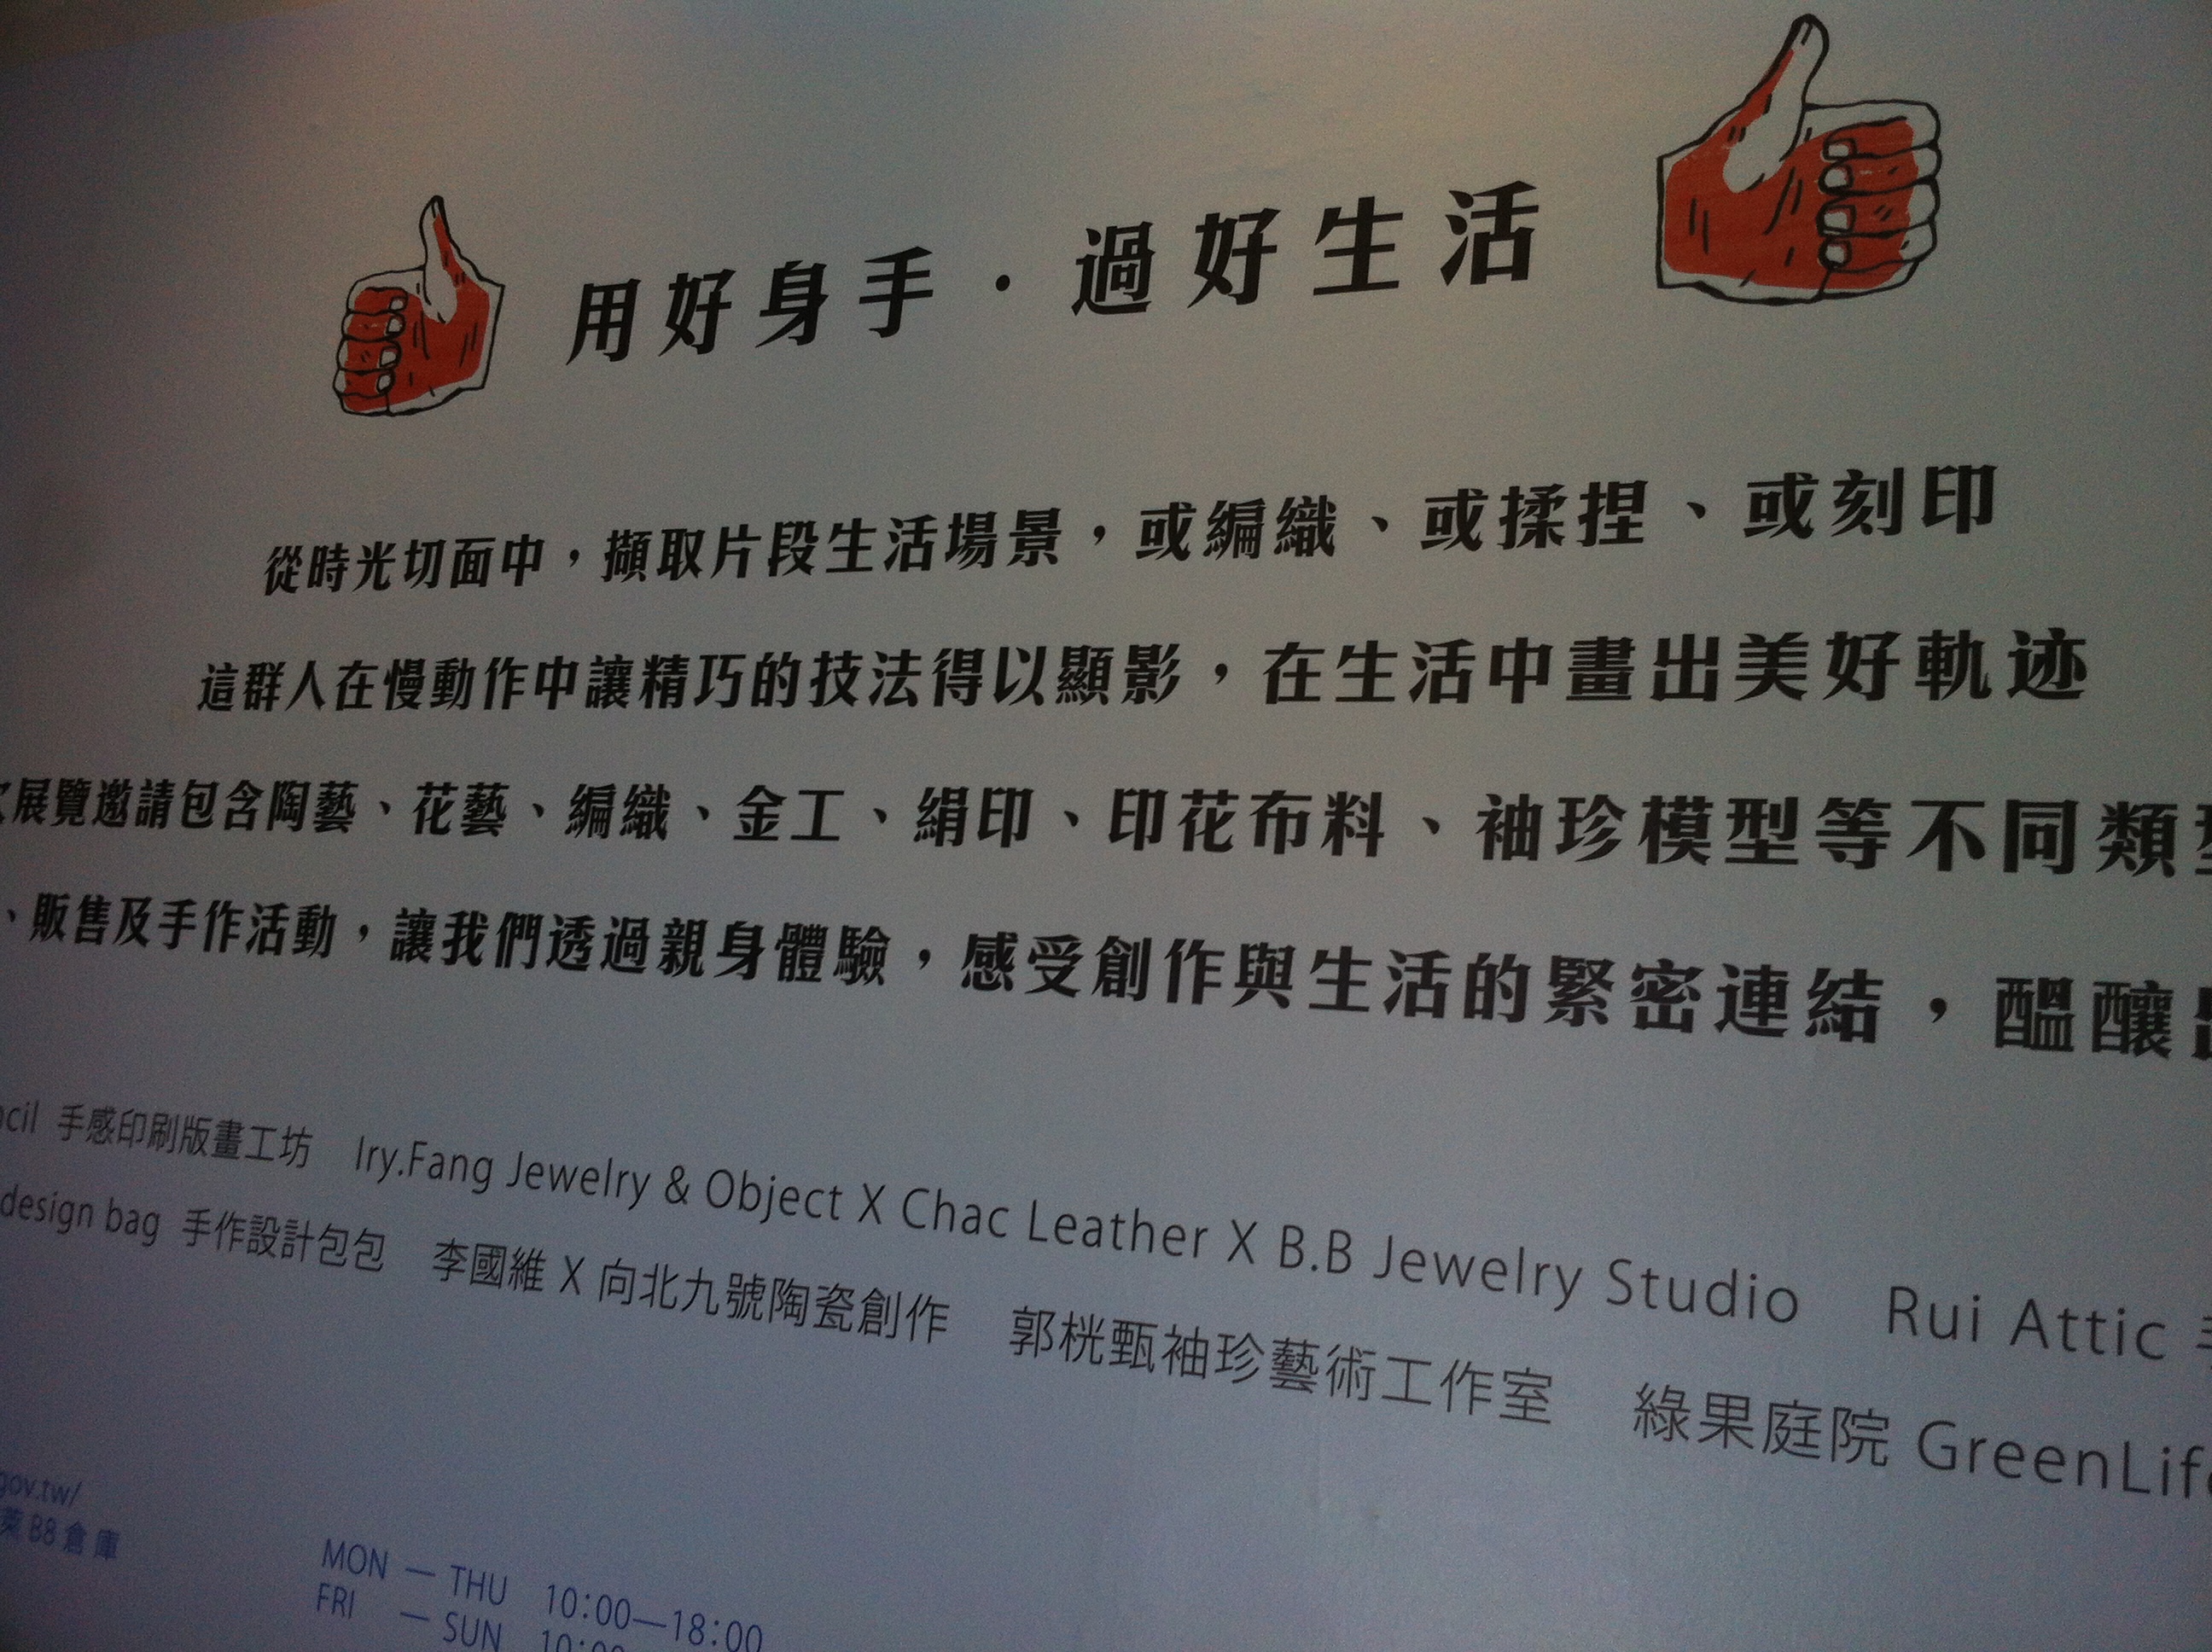 用好身手・過好生活
從時光切面中，擷取片段生活場景，或編織、或揉捏、或刻印
這群人在慢動作中讓精巧的技法得以顯影，在生活中畫出美好軌迹
展覽邀請包含陶藝、花藝、編織、金工、絹印、印花布料、袖珍模型等不同類型
、販售及手作活動，讓我們透過親身體驗，感受創作與生活的緊密連結，醞釀出
手感印刷版畫工坊 Iry.Fang Jewelry & Object X Chac Leather X B.B Jewelry Studio Rui Attic
design bag 手作設計包包 李國維 X 向北九號陶瓷創作 郭桄甄袖珍藝術工作室 綠果庭院 GreenLife
gov.tw/
B8倉庫
MON — THU 10:00—18:00
FRI — SUN